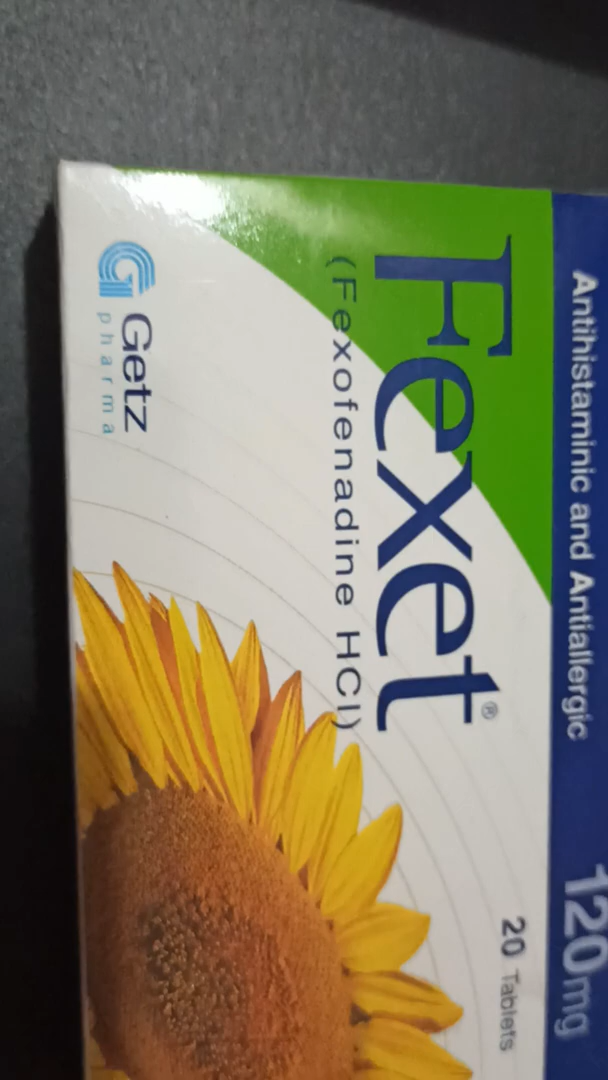 Antihistaminic and Antiallergic
120mg
20 Tablets
Fexet®
(Fexofenadine HCl)
Getz
pharma